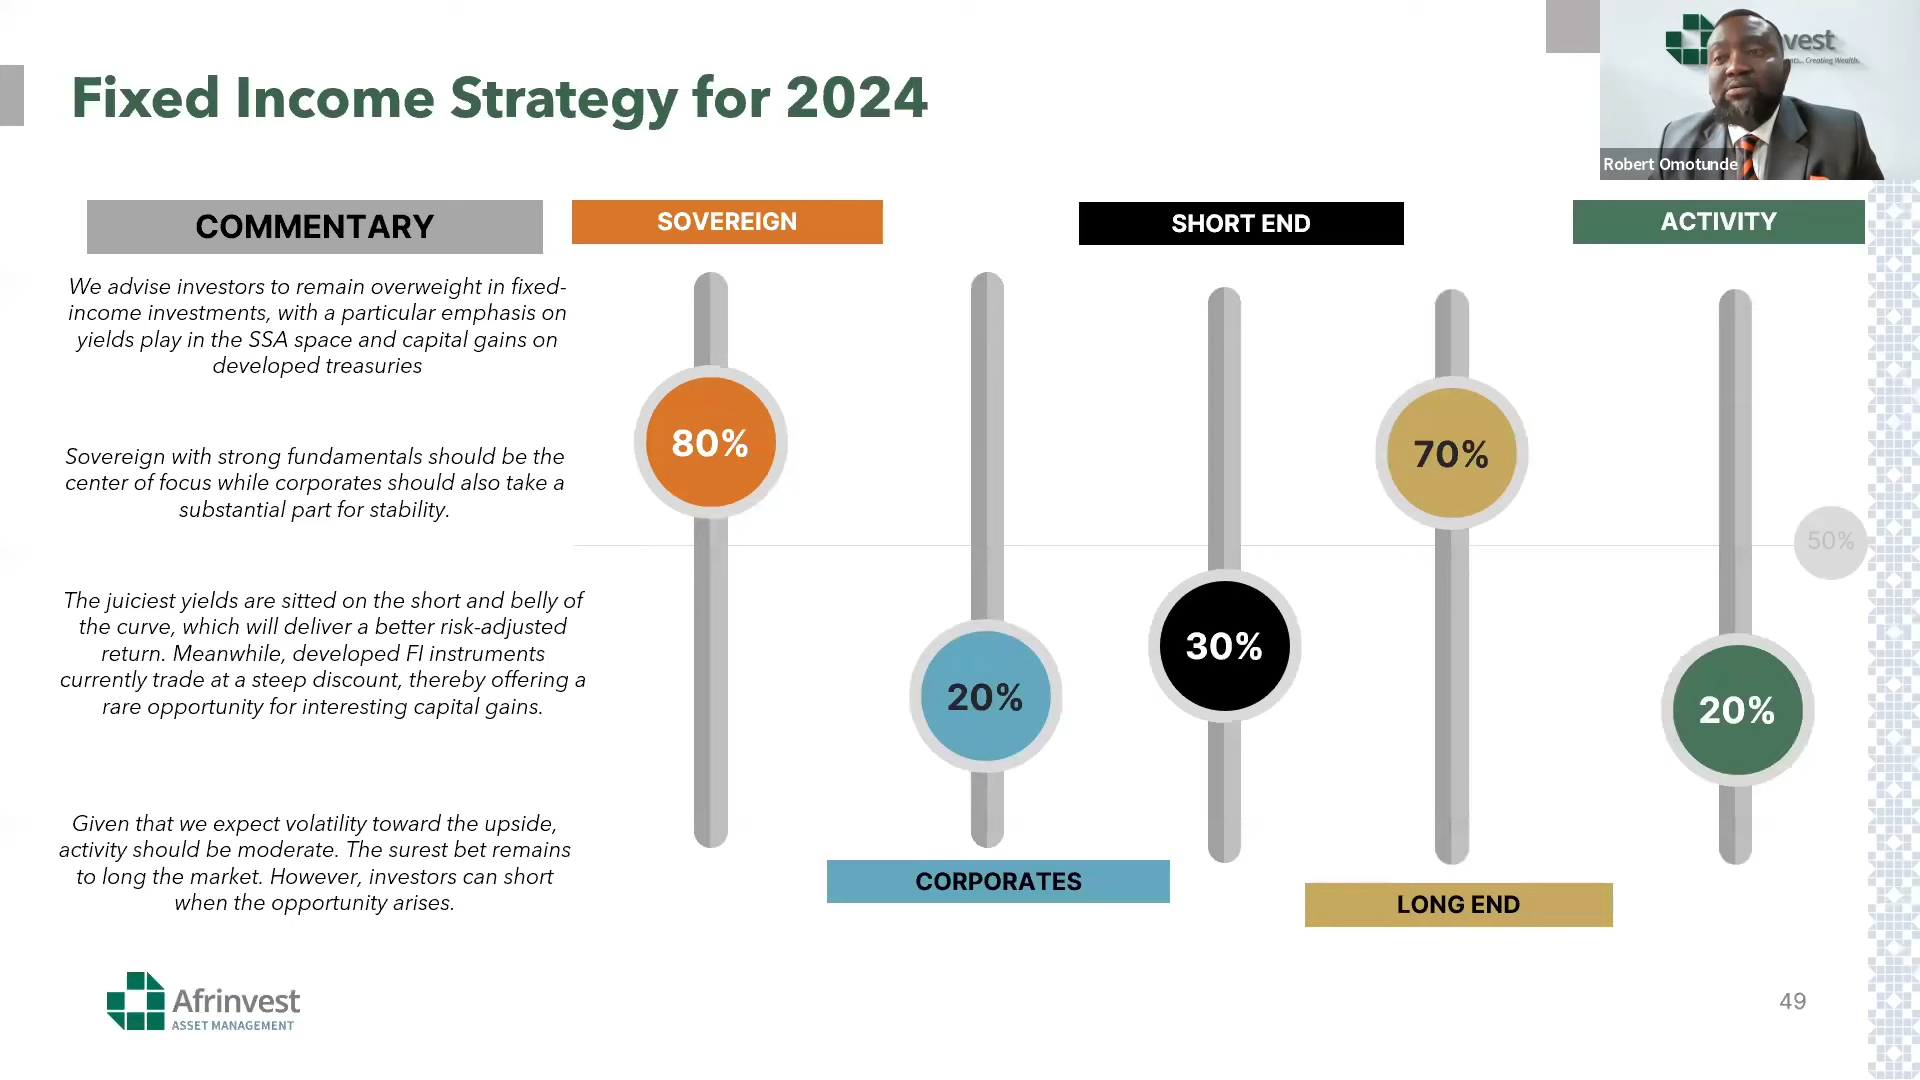 Fixed Income Strategy for 2024
vest
Creating Wealth.
Robert Omotunde
COMMENTARY
SOVEREIGN
SHORT END
ACTIVITY
We advise investors to remain overweight in fixed-
income investments, with a particular emphasis on
yields play in the SSA space and capital gains on
developed treasuries
Sovereign with strong fundamentals should be the
center of focus while corporates should also take a
substantial part for stability.
The juiciest yields are sitted on the short and belly of
the curve, which will deliver a better risk-adjusted
return. Meanwhile, developed FI instruments
currently trade at a steep discount, thereby offering a
rare opportunity for interesting capital gains.
Given that we expect volatility toward the upside,
activity should be moderate. The surest bet remains
to long the market. However, investors can short
when the opportunity arises.
80%
20%
30%
70%
20%
50%
CORPORATES
LONG END
Afrinvest
ASSET MANAGEMENT
49